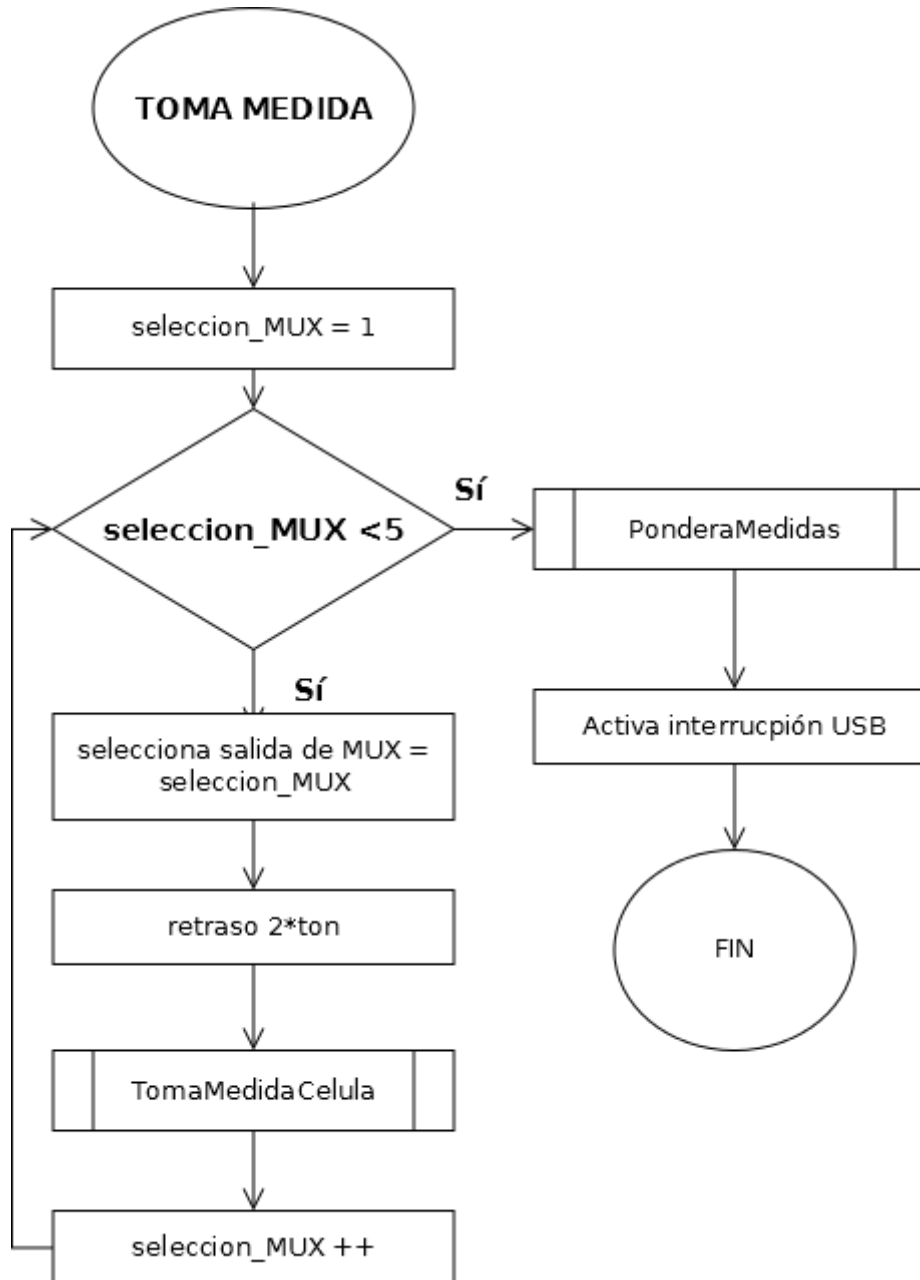 TOMA MEDIDA
seleccion_MUX = 1
seleccion_MUX <5
Sí
PonderaMedidas
Sí
Activa interrucpión USB
selecciona salida de MUX =
seleccion_MUX
retraso 2*ton
FIN
TomaMedidaCelula
seleccion_MUX ++